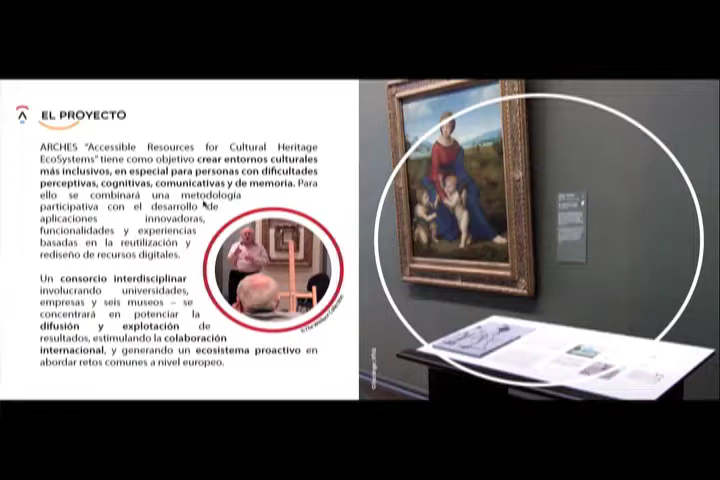 EL PROYECTO
ARCHES "Accessible Resources for Cultural Heritage
EcoSystems" tiene como objetivo crear entornos culturales
más inclusivos, en especial para personas con dificultades
perceptivas, cognitivas, comunicativas y de memoria. Para
ello se combinará una metodología
participativa con el desarrollo de
aplicaciones innovadoras,
funcionalidades y experiencias
basadas en la reutilización y
rediseño de recursos digitales.
Un consorcio interdisciplinar
involucrando universidades,
empresas y seis museos – se
concentrará en potenciar la
difusión y explotación de
resultados, estimulando la colaboración
internacional, y generando un ecosistema proactivo en
abordar retos comunes a nivel europeo.
©The Wallace Collection